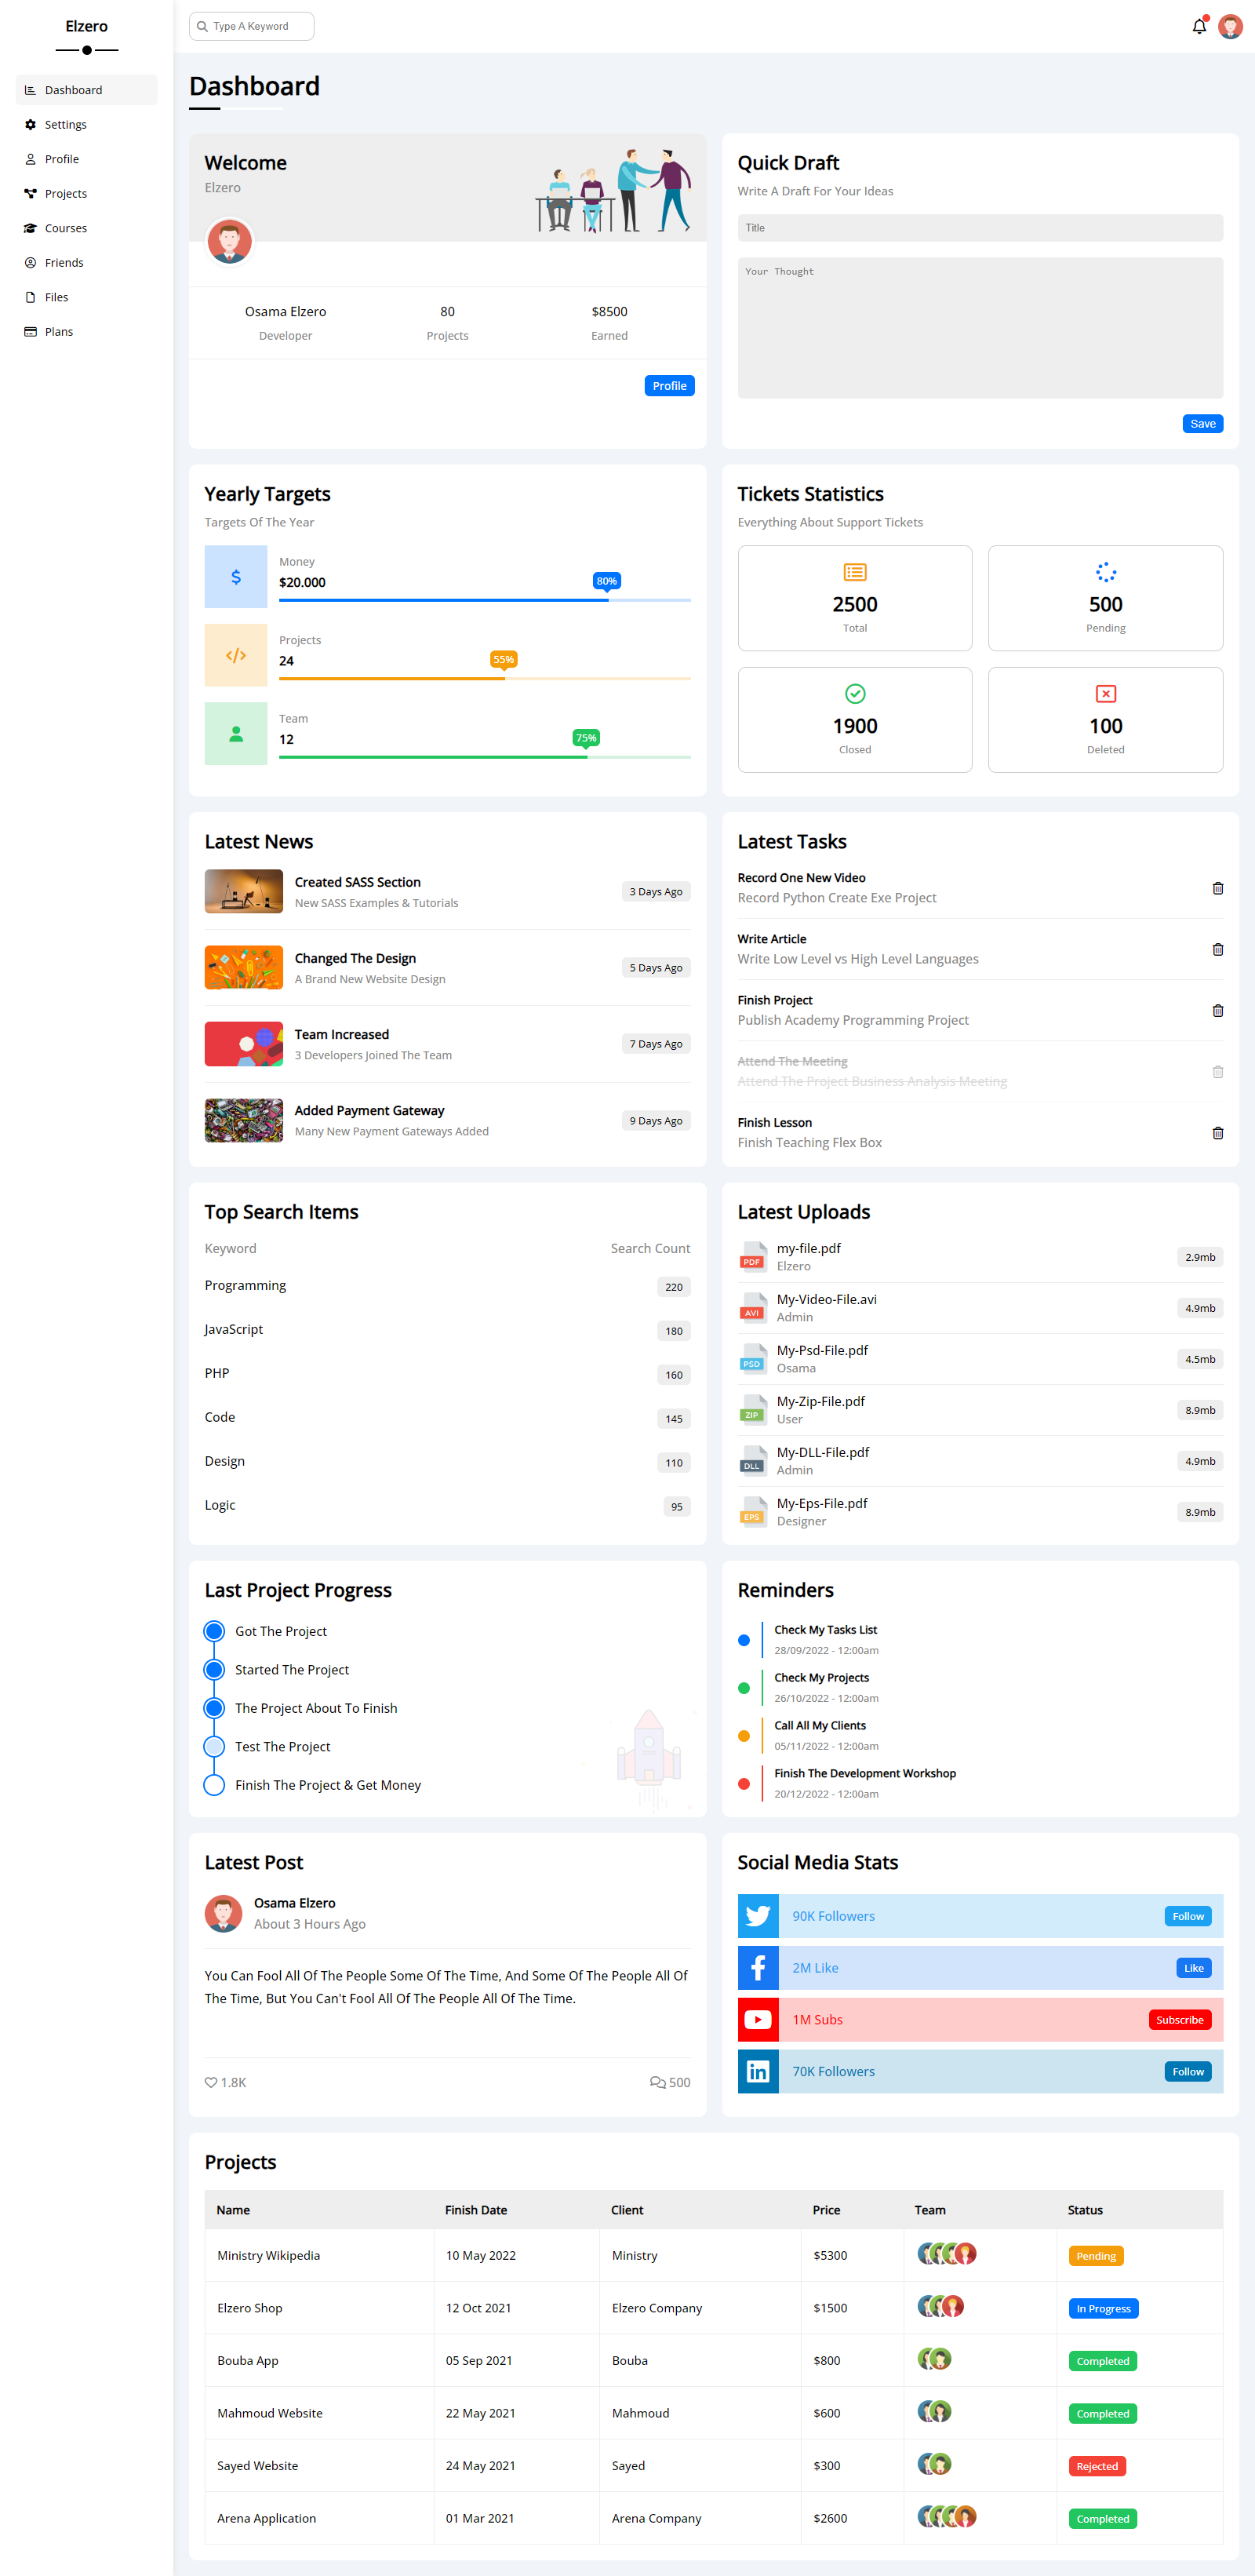 Elzero
Dashboard
Settings
Profile
Projects
Courses
Friends
Files
Plans
Type A Keyword
Dashboard
Welcome
Elzero
Osama Elzero
Developer
80
Projects
$8500
Earned
Profile
Quick Draft
Write A Draft For Your Ideas
Title
Your Thought
Save
Yearly Targets
Targets Of The Year
Money
$20.000
80%
Projects
24
55%
Team
12
75%
Tickets Statistics
Everything About Support Tickets
2500
Total
500
Pending
1900
Closed
100
Deleted
Latest News
Created SASS Section
New SASS Examples & Tutorials
3 Days Ago
Changed The Design
A Brand New Website Design
5 Days Ago
Team Increased
3 Developers Joined The Team
7 Days Ago
Added Payment Gateway
Many New Payment Gateways Added
9 Days Ago
Latest Tasks
Record One New Video
Record Python Create Exe Project
Write Article
Write Low Level vs High Level Languages
Finish Project
Publish Academy Programming Project
Attend The Meeting
Attend The Project Business Analysis Meeting
Finish Lesson
Finish Teaching Flex Box
Top Search Items
Keyword Search Count
Programming 220
JavaScript 180
PHP 160
Code 145
Design 110
Logic 95
Latest Uploads
PDF
my-file.pdf
Elzero
2.9mb
AVI
My-Video-File.avi
Admin
4.9mb
PSD
My-Psd-File.pdf
Osama
4.5mb
ZIP
My-Zip-File.pdf
User
8.9mb
DLL
My-DLL-File.pdf
Admin
4.9mb
EPS
My-Eps-File.pdf
Designer
8.9mb
Last Project Progress
Got The Project
Started The Project
The Project About To Finish
Test The Project
Finish The Project & Get Money
Reminders
Check My Tasks List
28/09/2022 - 12:00am
Check My Projects
26/10/2022 - 12:00am
Call All My Clients
05/11/2022 - 12:00am
Finish The Development Workshop
20/12/2022 - 12:00am
Latest Post
Osama Elzero
About 3 Hours Ago
You Can Fool All Of The People Some Of The Time, And Some Of The People All Of
The Time, But You Can't Fool All Of The People All Of The Time.
1.8K 500
Social Media Stats
90K Followers Follow
2M Like Like
1M Subs Subscribe
70K Followers Follow
Projects
Name Finish Date Client Price Team Status
Ministry Wikipedia 10 May 2022 Ministry $5300 Pending
Elzero Shop 12 Oct 2021 Elzero Company $1500 In Progress
Bouba App 05 Sep 2021 Bouba $800 Completed
Mahmoud Website 22 May 2021 Mahmoud $600 Completed
Sayed Website 24 May 2021 Sayed $300 Rejected
Arena Application 01 Mar 2021 Arena Company $2600 Completed